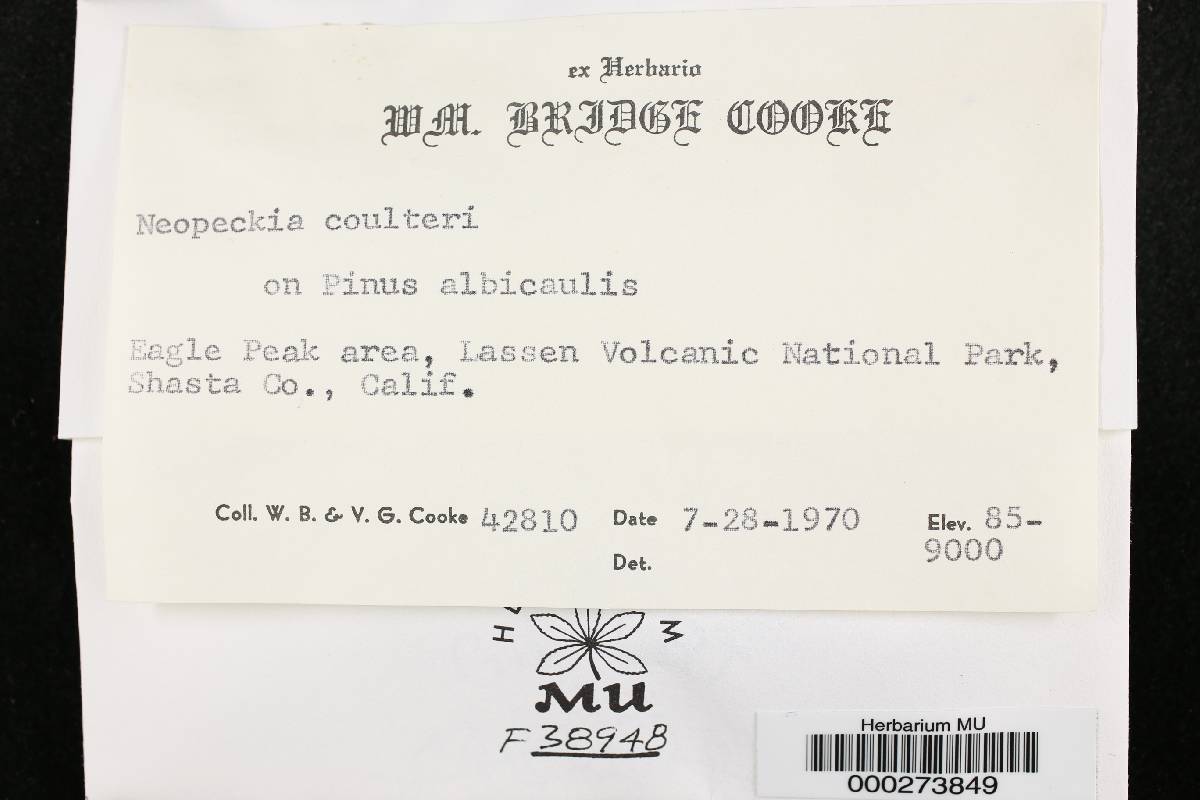 ex Herbario
WM. BRIDGE COOKE
Neopeckia coulteri
on Pinus albicaulis
Eagle Peak area, Lassen Volcanic National Park,
Shasta Co., Calif.
Coll. W. B. & V. G. Cooke 42810 Date 7-28-1970 Elev. 85-
9000
Det.
H
M
MU
F 38948
Herbarium MU
000273849